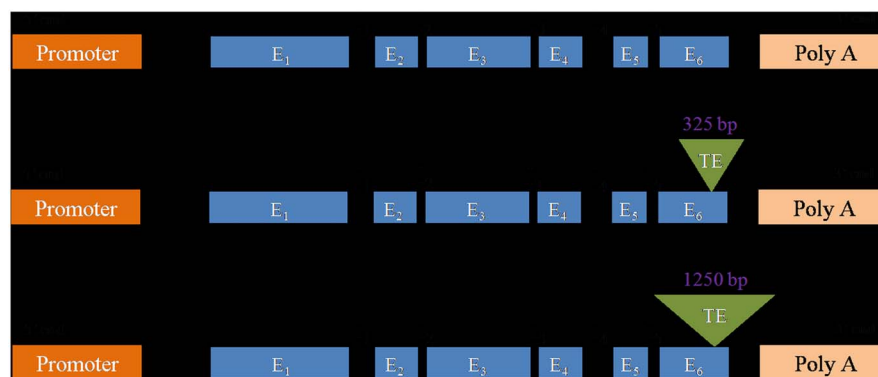 Promoter E₁ E₂ E₃ E₄ E₅ E₆ Poly A
325 bp
TE
Promoter E₁ E₂ E₃ E₄ E₅ E₆ Poly A
1250 bp
TE
Promoter E₁ E₂ E₃ E₄ E₅ E₆ Poly A